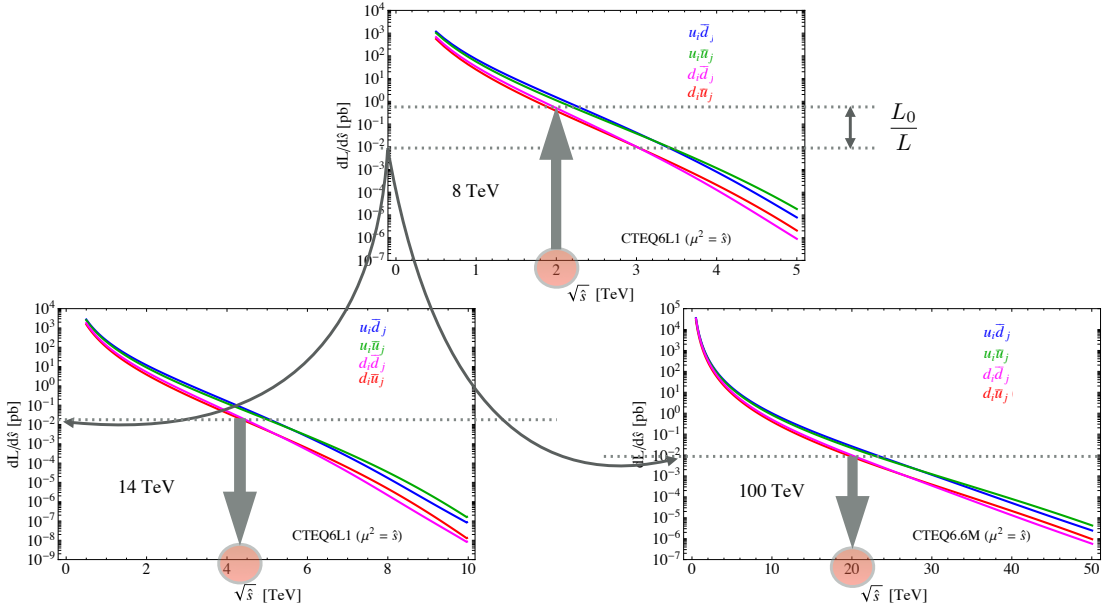 10⁴
10³
10²
10¹
10⁰
10⁻¹
10⁻²
10⁻³
10⁻⁴
10⁻⁵
10⁻⁶
10⁻⁷
dL/dŝ [pb]
u_i d̅_j
u_i u̅_j
d_i d̅_j
d_i u̅_j
L₀
L
8 TeV
CTEQ6L1 (μ² = ŝ)
0 1 2 3 4 5
√ŝ [TeV]
10⁴
10³
10²
10¹
10⁰
10⁻¹
10⁻²
10⁻³
10⁻⁴
10⁻⁵
10⁻⁶
10⁻⁷
10⁻⁸
10⁻⁹
dL/dŝ [pb]
u_i d̅_j
u_i u̅_j
d_i d̅_j
d_i u̅_j
14 TeV
CTEQ6L1 (μ² = ŝ)
0 2 4 6 8 10
√ŝ [TeV]
10⁵
10⁴
10³
10²
10¹
10⁰
10⁻¹
10⁻²
10⁻³
10⁻⁴
10⁻⁵
10⁻⁶
10⁻⁷
dL/dŝ [pb]
u_i d̅_j
u_i u̅_j
d_i d̅_j
d_i u̅_j
100 TeV
CTEQ6.6M (μ² = ŝ)
0 10 20 30 40 50
√ŝ [TeV]